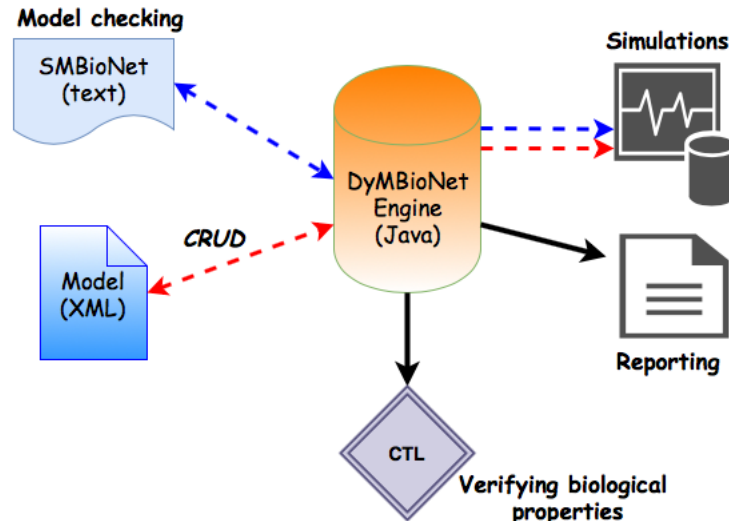 Model checking
SMBioNet
(text)
Simulations
DyMBioNet
Engine
(Java)
CRUD
Model
(XML)
Reporting
CTL
Verifying biological
properties